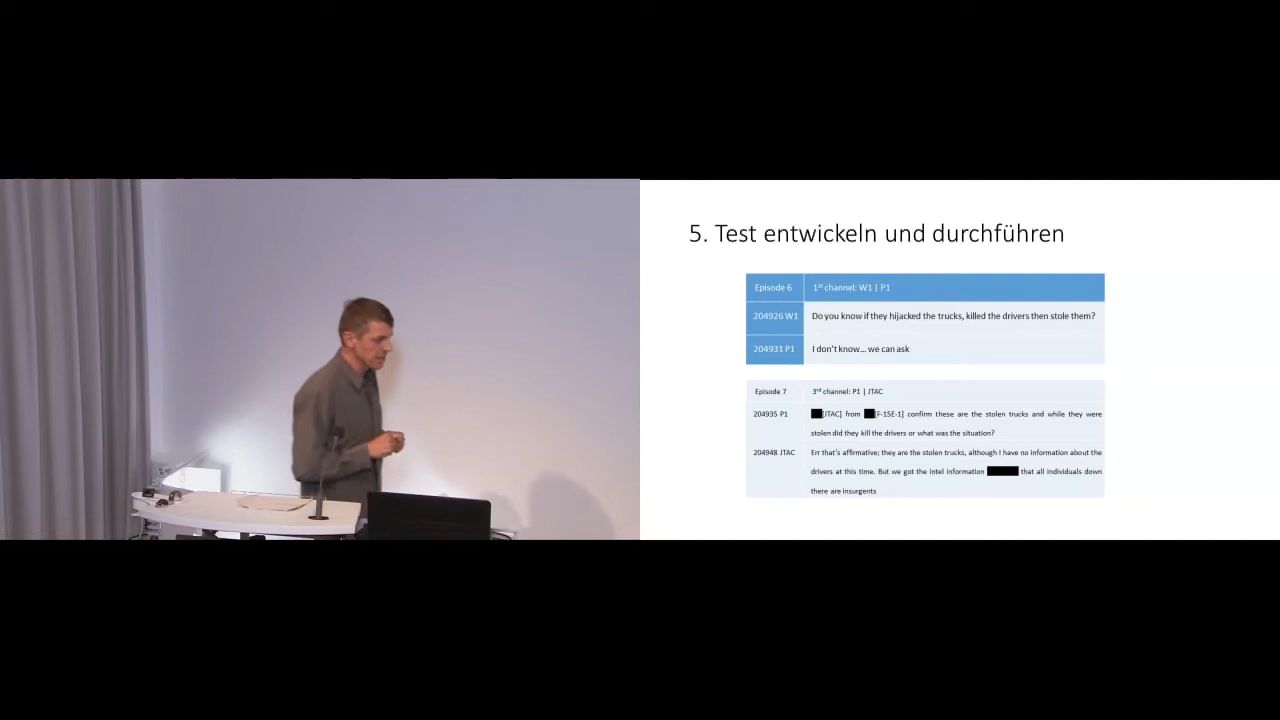 5. Test entwickeln und durchführen
Episode 6 1st channel: W1 | P1
204926 W1 Do you know if they hijacked the trucks, killed the drivers then stole them?
204931 P1 I don't know... we can ask
Episode 7 3rd channel: P1 | JTAC
204935 P1 [JTAC] from [F-15E-1] confirm these are the stolen trucks and while they were
stolen did they kill the drivers or what was the situation?
204948 JTAC Err that's affirmative; they are the stolen trucks, although I have no information about the
drivers at this time. But we got the intel information that all individuals down
there are insurgents